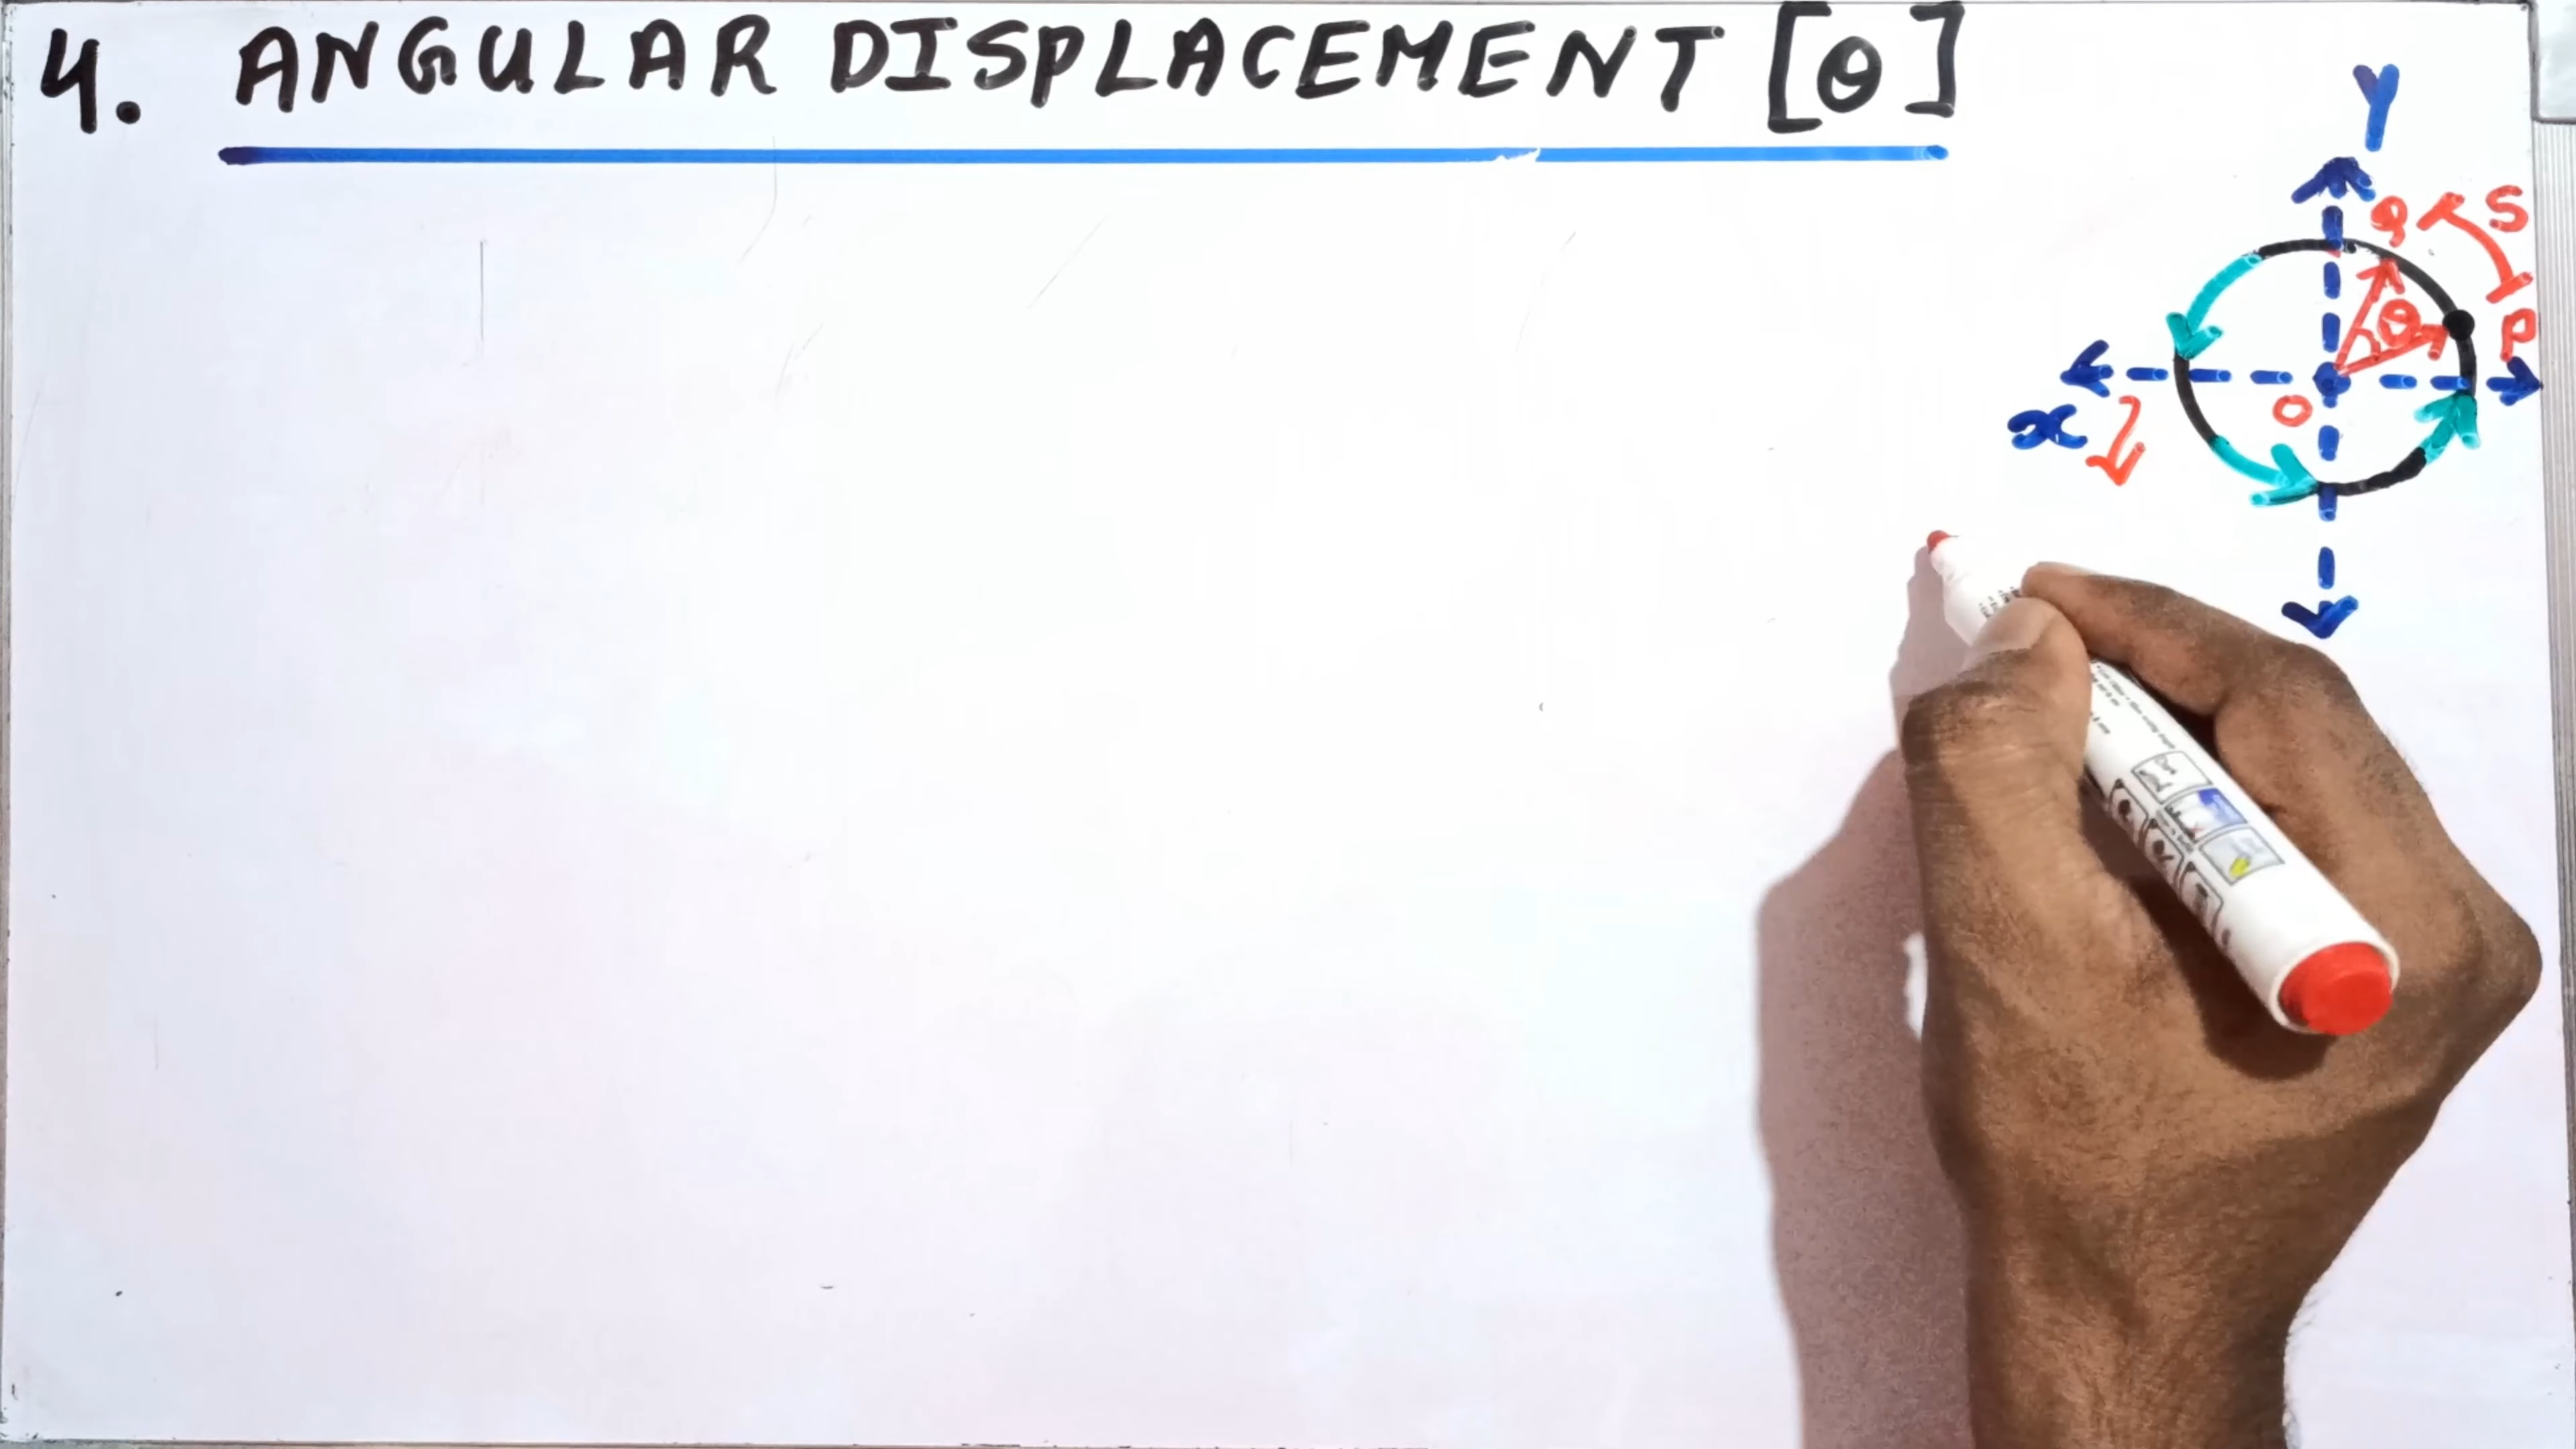 4. ANGULAR DISPLACEMENT [θ]
Y
Q S
θ P
x O